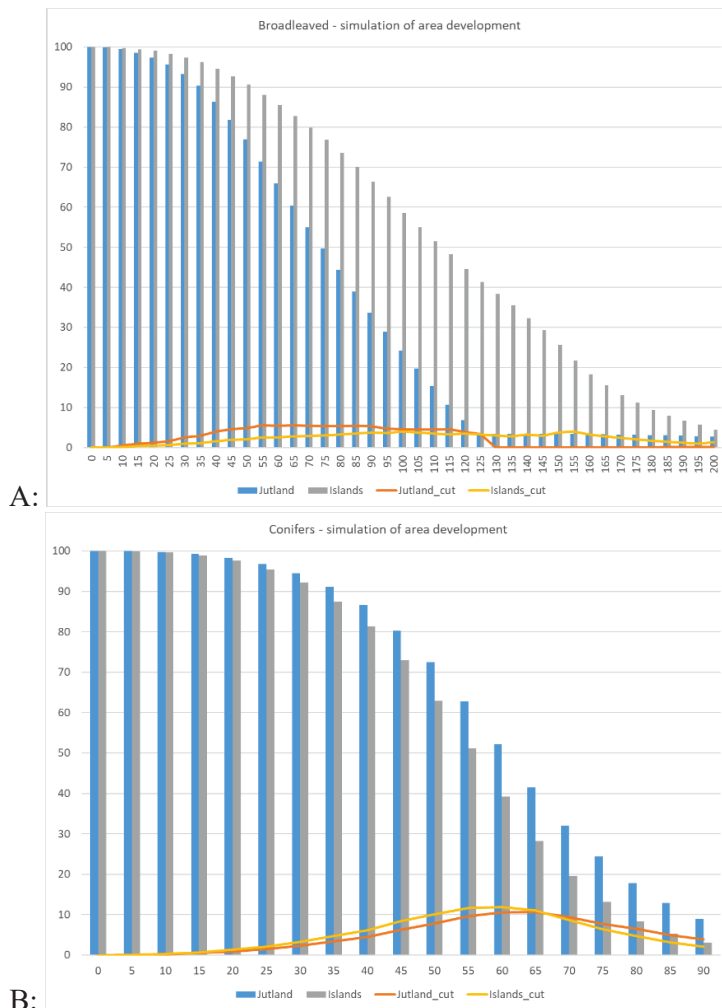 Broadleaved - simulation of area development
100
90
80
70
60
50
40
30
20
10
0
0 5 10 15 20 25 30 35 40 45 50 55 60 65 70 75 80 85 90 95 100 105 110 115 120 125 130 135 140 145 150 155 160 165 170 175 180 185 190 195 200
Jutland Islands Jutland_cut Islands_cut
A:
Conifers - simulation of area development
100
90
80
70
60
50
40
30
20
10
0
0 5 10 15 20 25 30 35 40 45 50 55 60 65 70 75 80 85 90
Jutland Islands Jutland_cut Islands_cut
B: